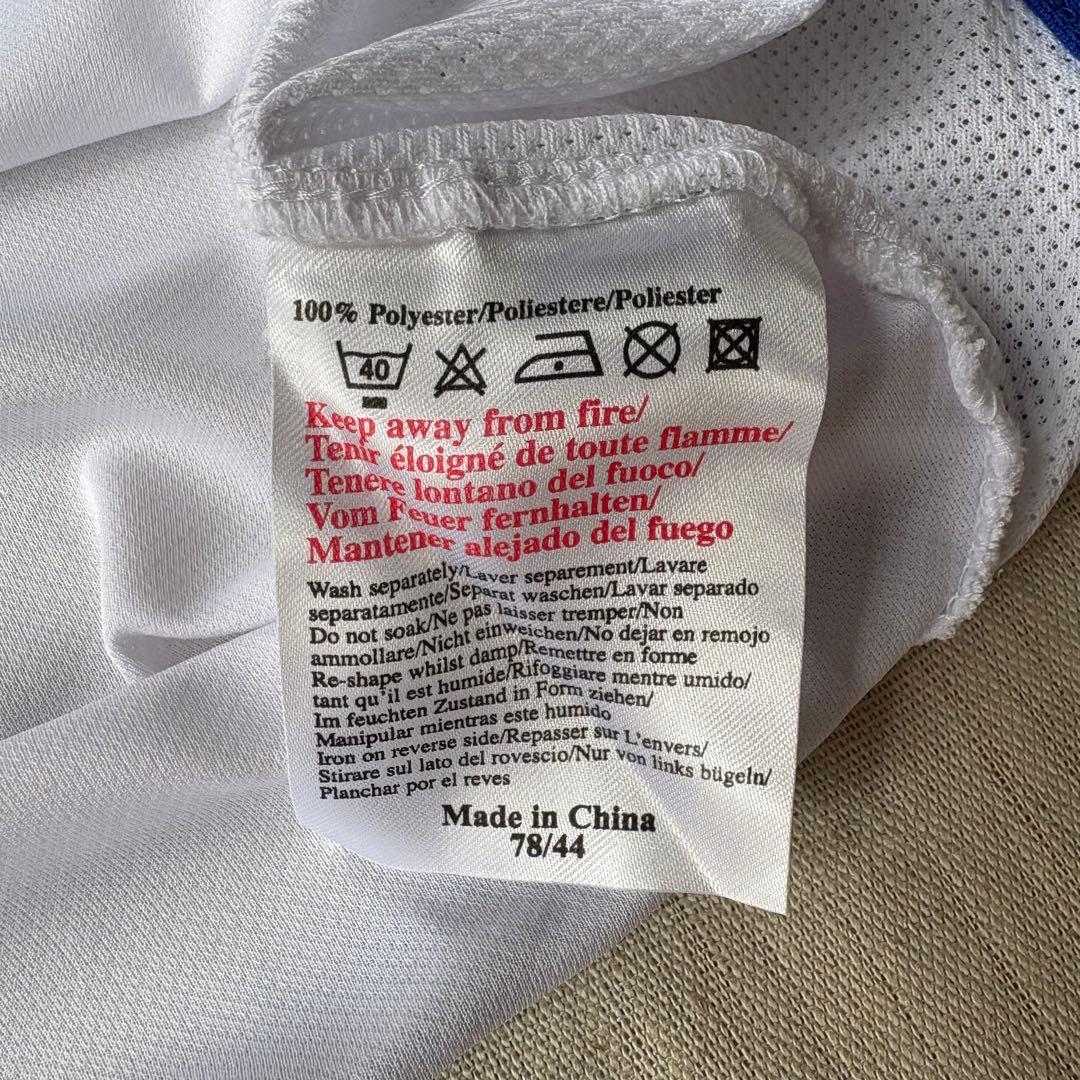 100% Polyester/Poliestere/Poliester
40
Keep away from fire/
Tenir éloigné de toute flamme/
Tenere lontano del fuoco/
Vom Feuer fernhalten/
Mantener alejado del fuego
Wash separately/Laver separement/Lavare
separatamente/Separat waschen/Lavar separado
Do not soak/Ne pas laisser tremper/Non
ammollare/Nicht einweichen/No dejar en remojo
Re-shape whilst damp/Remettre en forme
tant qu'il est humide/Rifoggiare mentre umido/
Im feuchten Zustand in Form ziehen/
Manipular mientras este humido
Iron on reverse side/Repasser sur L'envers/
Stirare sul lato del rovescio/Nur von links bügeln/
Planchar por el reves
Made in China
78/44